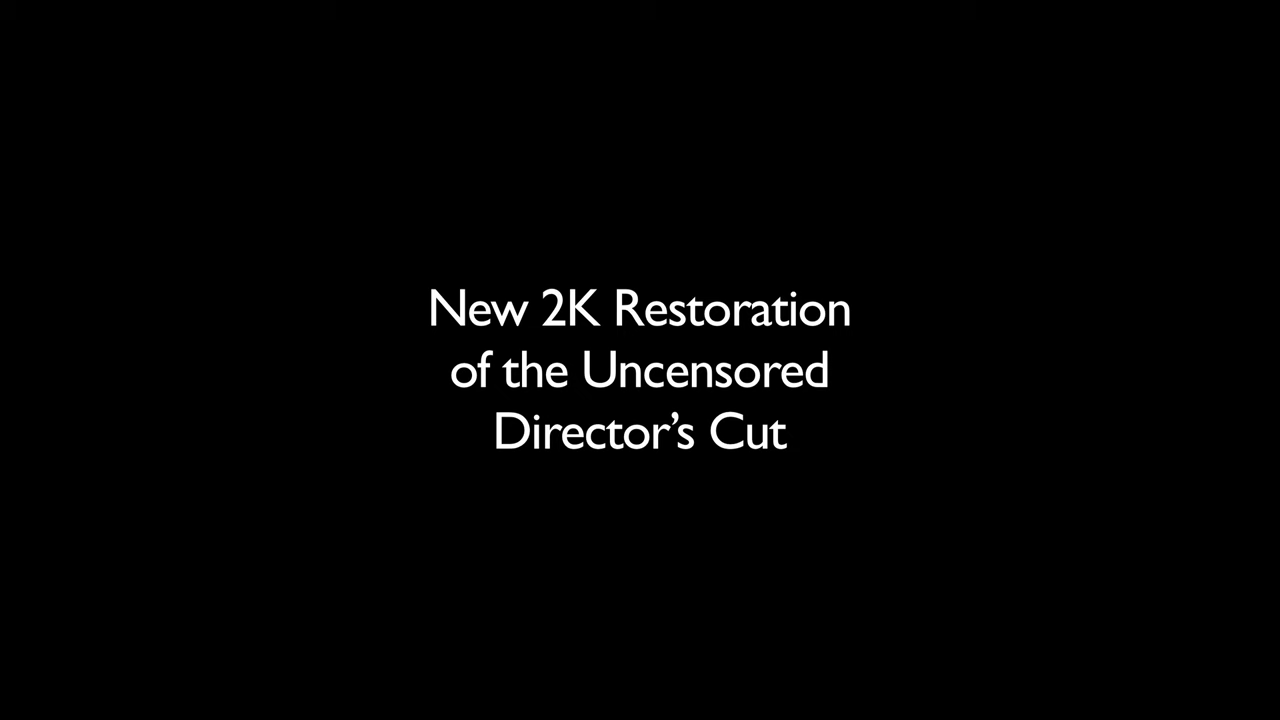 New 2K Restoration
of the Uncensored
Director’s Cut